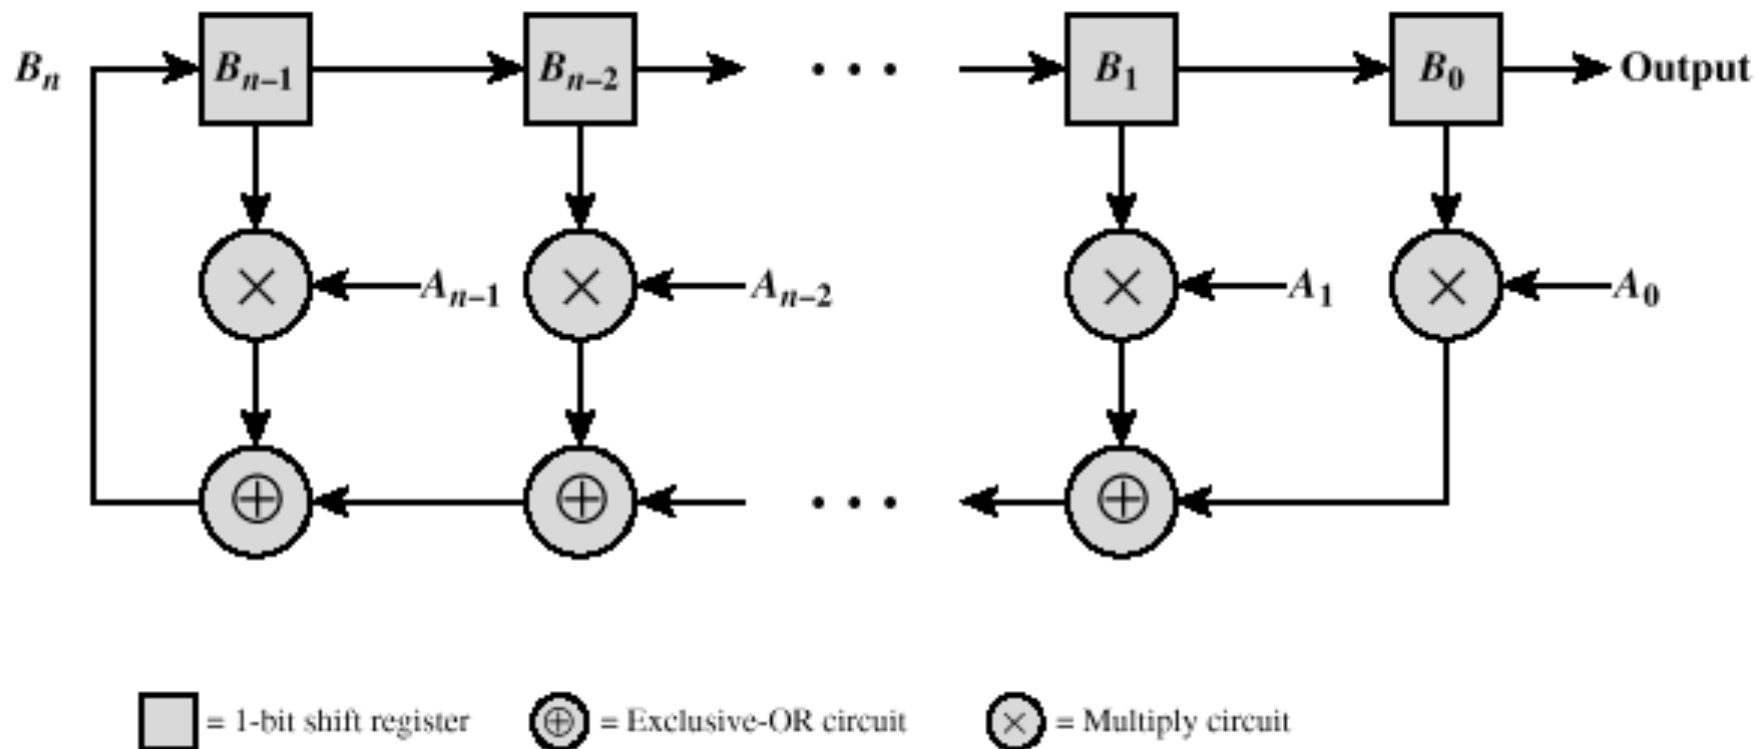 Bₙ Bₙ₋₁ Bₙ₋₂ · · · B₁ B₀ Output
× Aₙ₋₁ × Aₙ₋₂ × A₁ × A₀
⊕ ⊕ · · · ⊕
= 1-bit shift register ⊕ = Exclusive-OR circuit × = Multiply circuit